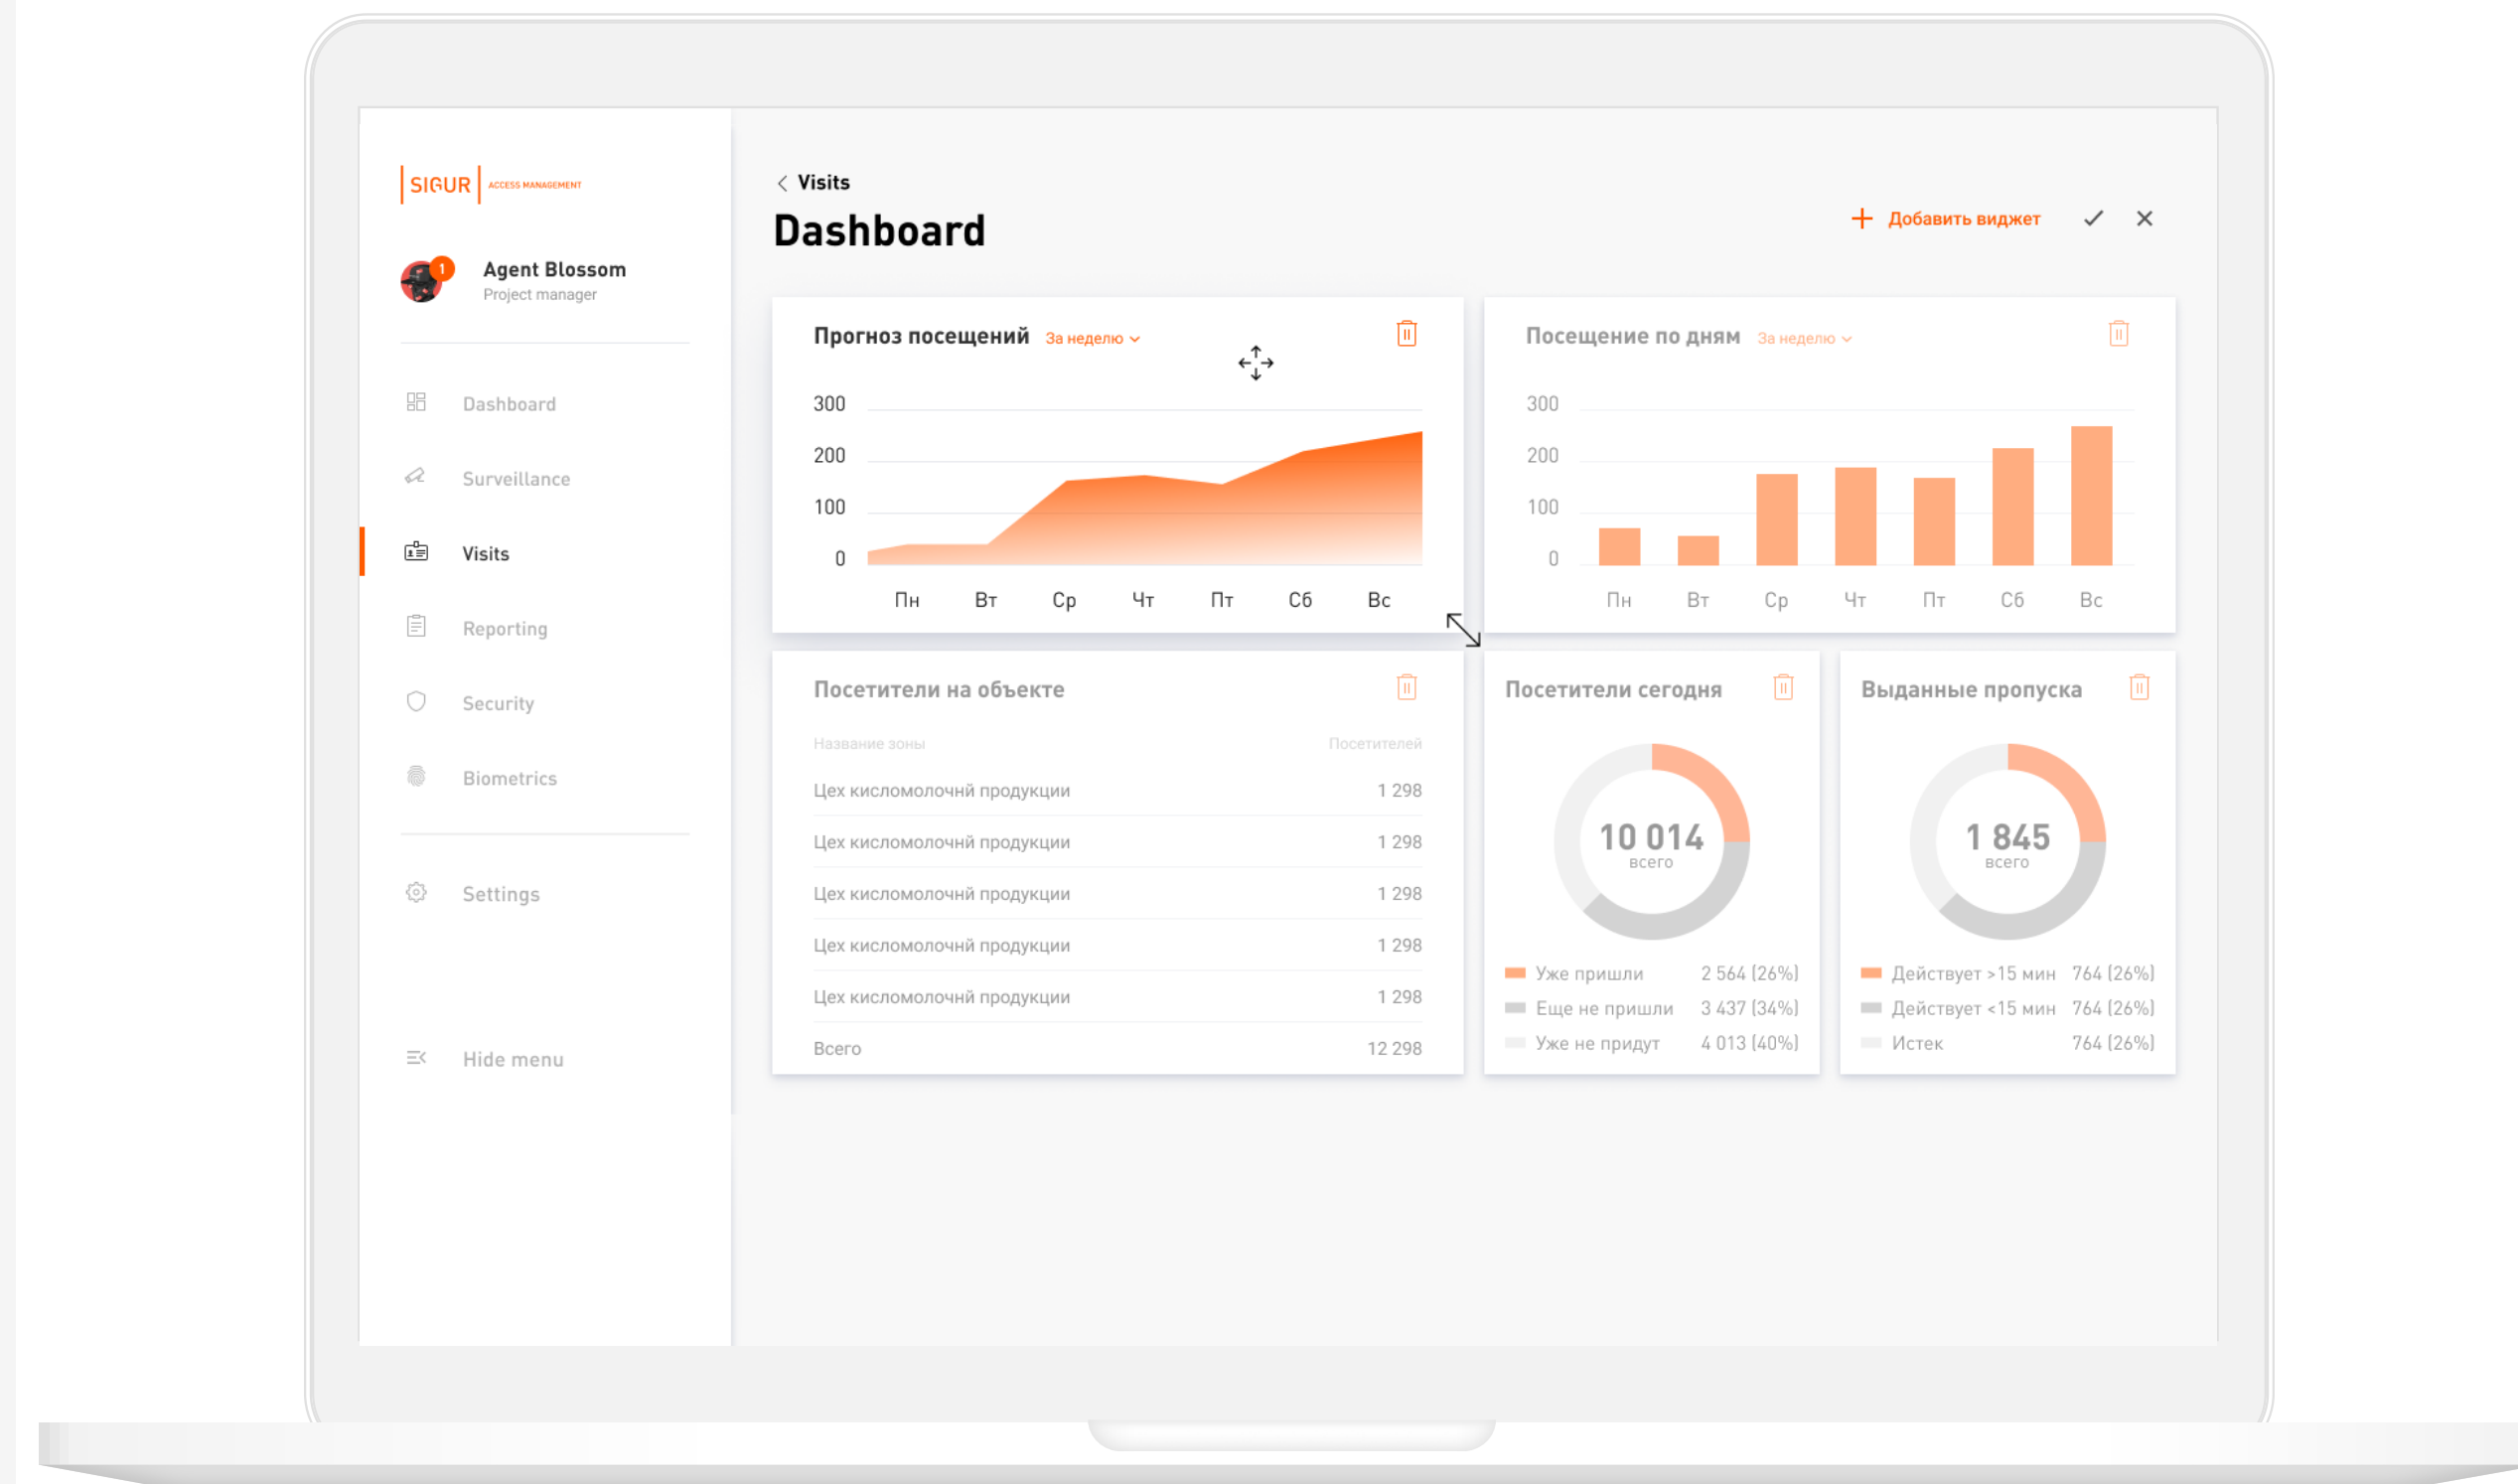 SIGUR ACCESS MANAGEMENT
1
Agent Blossom
Project manager
Dashboard
Surveillance
Visits
Reporting
Security
Biometrics
Settings
Hide menu
Visits
Dashboard
Добавить виджет
Прогноз посещений За неделю
300
200
100
0
Пн Вт Ср Чт Пт Сб Вс
Посещение по дням За неделю
300
200
100
0
Пн Вт Ср Чт Пт Сб Вс
Посетители на объекте
Название зоны Посетителей
Цех кисломолочнй продукции 1 298
Цех кисломолочнй продукции 1 298
Цех кисломолочнй продукции 1 298
Цех кисломолочнй продукции 1 298
Цех кисломолочнй продукции 1 298
Всего 12 298
Посетители сегодня
10 014
всего
Уже пришли 2 564 (26%)
Еще не пришли 3 437 (34%)
Уже не придут 4 013 (40%)
Выданные пропуска
1 845
всего
Действует >15 мин 764 (26%)
Действует <15 мин 764 (26%)
Истек 764 (26%)